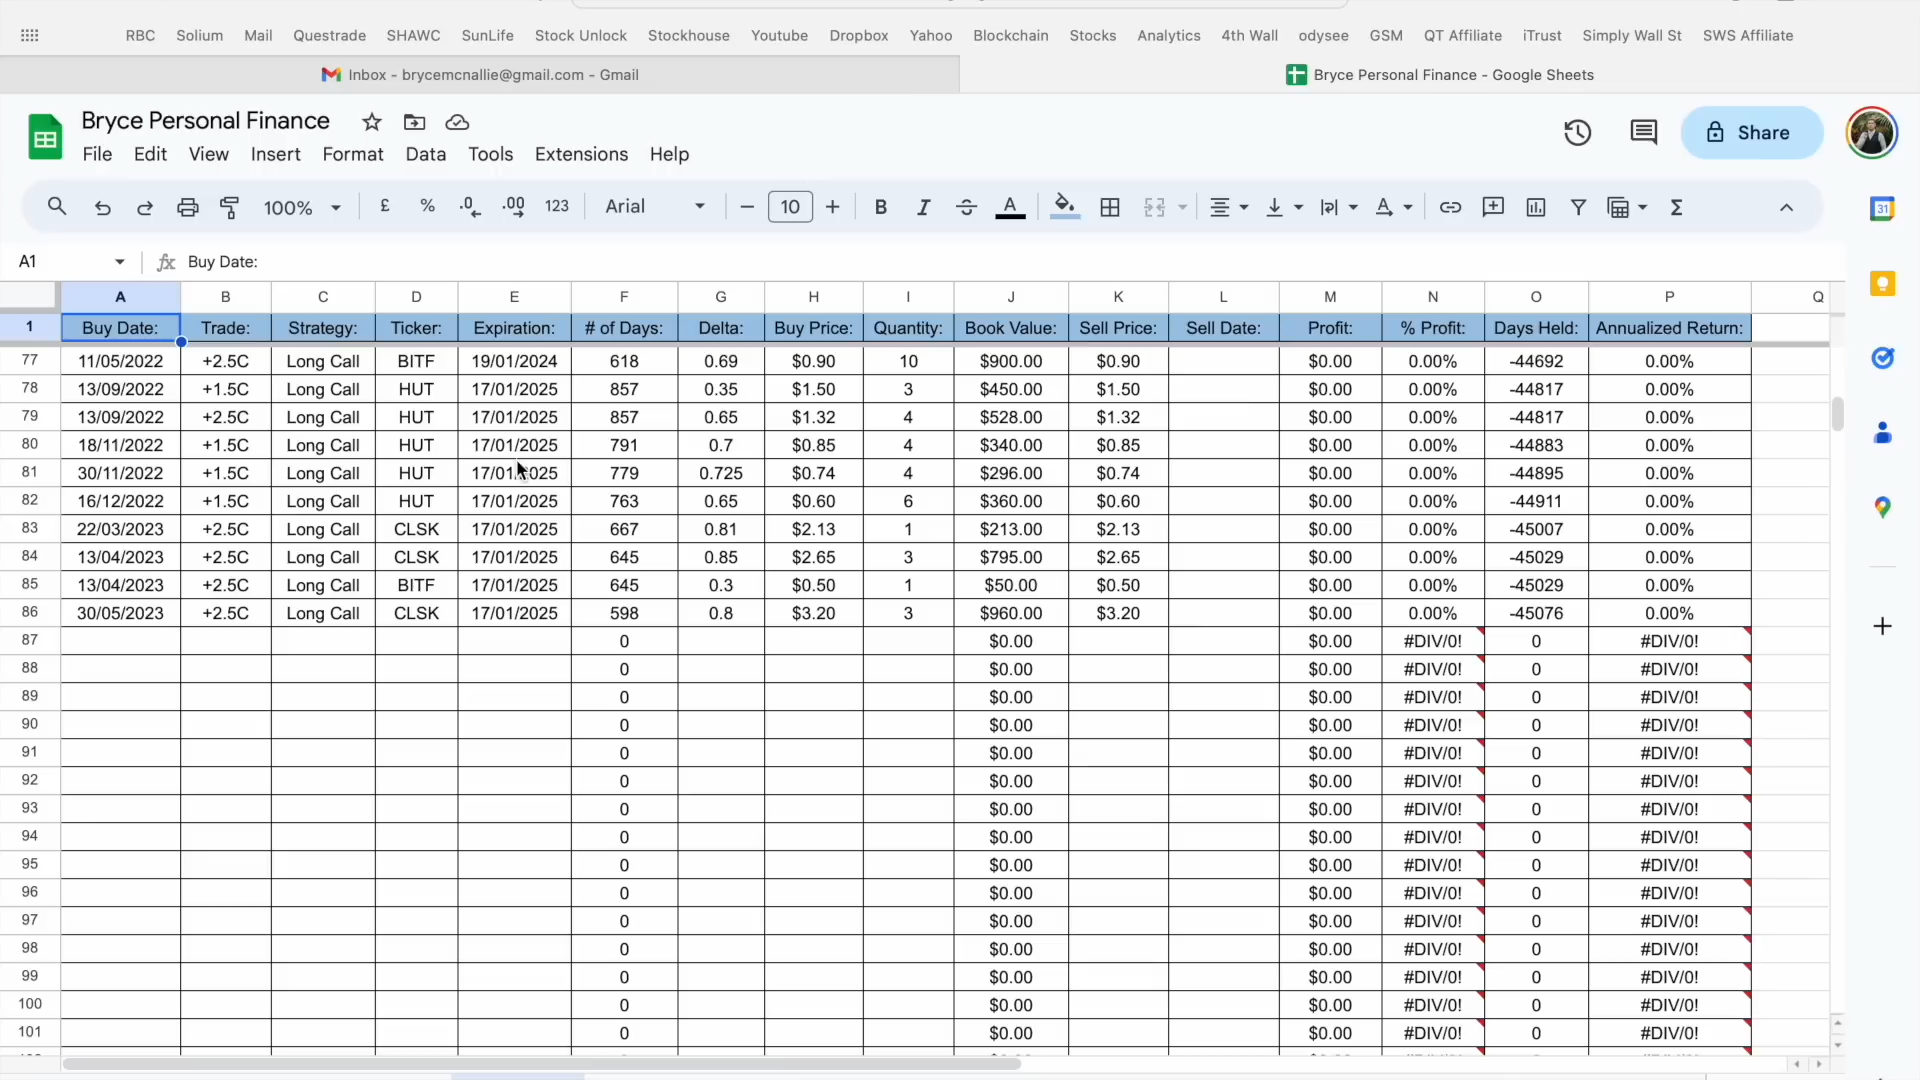 RBC Solium Mail Questrade SHAWC SunLife Stock Unlock Stockhouse Youtube Dropbox Yahoo Blockchain Stocks Analytics 4th Wall odysee GSM QT Affiliate iTrust Simply Wall St SWS Affiliate
Inbox - brycemcnallie@gmail.com - Gmail Bryce Personal Finance - Google Sheets
Bryce Personal Finance
Share
File Edit View Insert Format Data Tools Extensions Help
100% £ % .0 .00 123 Arial 10 B I A A Σ
31
A1 fx Buy Date:
A B C D E F G H I J K L M N O P Q
1 Buy Date: Trade: Strategy: Ticker: Expiration: # of Days: Delta: Buy Price: Quantity: Book Value: Sell Price: Sell Date: Profit: % Profit: Days Held: Annualized Return:
77 11/05/2022 +2.5C Long Call BITF 19/01/2024 618 0.69 $0.90 10 $900.00 $0.90 $0.00 0.00% -44692 0.00%
78 13/09/2022 +1.5C Long Call HUT 17/01/2025 857 0.35 $1.50 3 $450.00 $1.50 $0.00 0.00% -44817 0.00%
79 13/09/2022 +2.5C Long Call HUT 17/01/2025 857 0.65 $1.32 4 $528.00 $1.32 $0.00 0.00% -44817 0.00%
80 18/11/2022 +1.5C Long Call HUT 17/01/2025 791 0.7 $0.85 4 $340.00 $0.85 $0.00 0.00% -44883 0.00%
81 30/11/2022 +1.5C Long Call HUT 17/01/2025 779 0.725 $0.74 4 $296.00 $0.74 $0.00 0.00% -44895 0.00%
82 16/12/2022 +1.5C Long Call HUT 17/01/2025 763 0.65 $0.60 6 $360.00 $0.60 $0.00 0.00% -44911 0.00%
83 22/03/2023 +2.5C Long Call CLSK 17/01/2025 667 0.81 $2.13 1 $213.00 $2.13 $0.00 0.00% -45007 0.00%
84 13/04/2023 +2.5C Long Call CLSK 17/01/2025 645 0.85 $2.65 3 $795.00 $2.65 $0.00 0.00% -45029 0.00%
85 13/04/2023 +2.5C Long Call BITF 17/01/2025 645 0.3 $0.50 1 $50.00 $0.50 $0.00 0.00% -45029 0.00%
86 30/05/2023 +2.5C Long Call CLSK 17/01/2025 598 0.8 $3.20 3 $960.00 $3.20 $0.00 0.00% -45076 0.00%
87 0 $0.00 $0.00 #DIV/0! 0 #DIV/0!
88 0 $0.00 $0.00 #DIV/0! 0 #DIV/0!
89 0 $0.00 $0.00 #DIV/0! 0 #DIV/0!
90 0 $0.00 $0.00 #DIV/0! 0 #DIV/0!
91 0 $0.00 $0.00 #DIV/0! 0 #DIV/0!
92 0 $0.00 $0.00 #DIV/0! 0 #DIV/0!
93 0 $0.00 $0.00 #DIV/0! 0 #DIV/0!
94 0 $0.00 $0.00 #DIV/0! 0 #DIV/0!
95 0 $0.00 $0.00 #DIV/0! 0 #DIV/0!
96 0 $0.00 $0.00 #DIV/0! 0 #DIV/0!
97 0 $0.00 $0.00 #DIV/0! 0 #DIV/0!
98 0 $0.00 $0.00 #DIV/0! 0 #DIV/0!
99 0 $0.00 $0.00 #DIV/0! 0 #DIV/0!
100 0 $0.00 $0.00 #DIV/0! 0 #DIV/0!
101 0 $0.00 $0.00 #DIV/0! 0 #DIV/0!